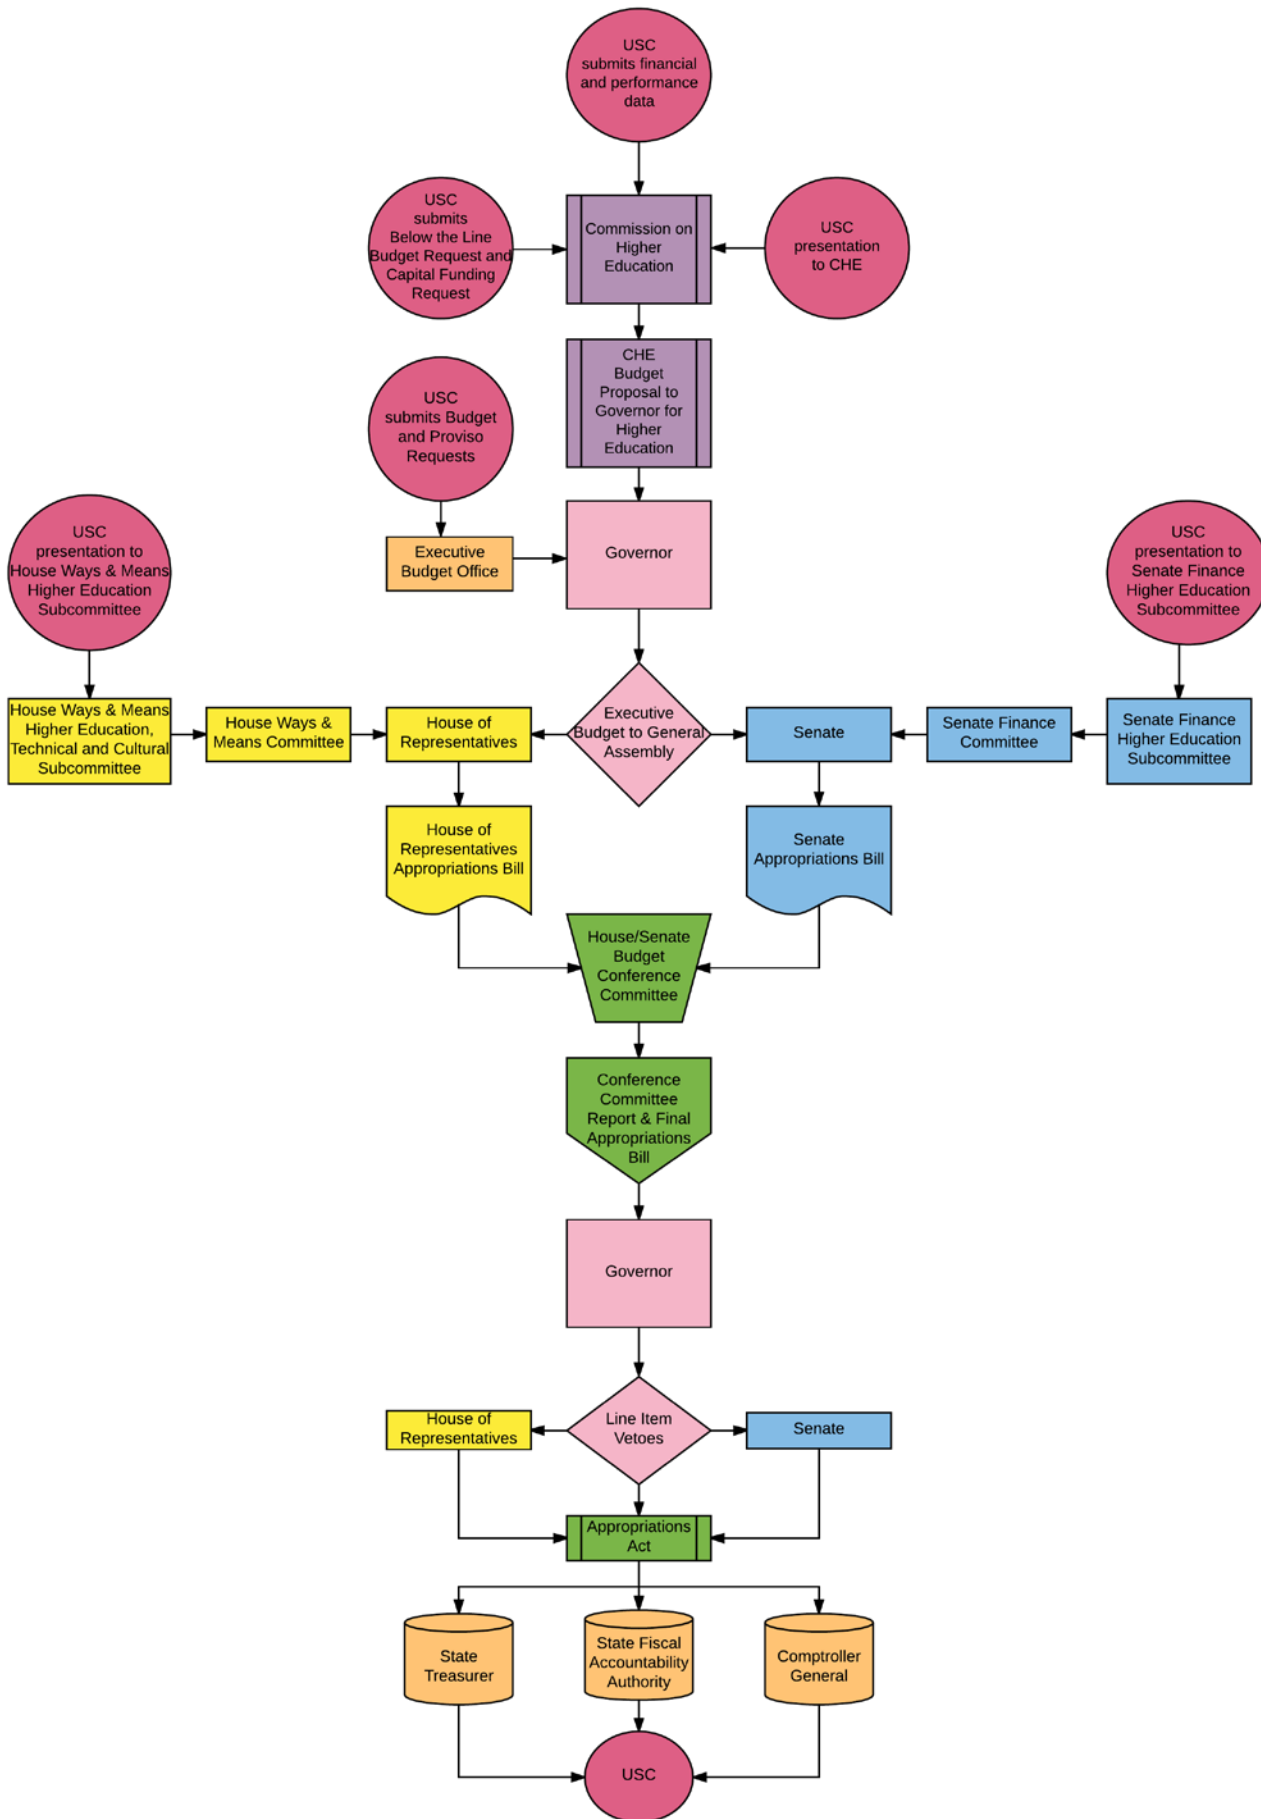 USC
submits financial
and performance
data
USC
submits
Below the Line
Budget Request and
Capital Funding
Request
Commission on
Higher
Education
USC
presentation
to CHE
CHE
Budget
Proposal to
Governor for
Higher
Education
USC
submits Budget
and Proviso
Requests
Executive
Budget Office
Governor
USC
presentation to
House Ways & Means
Higher Education
Subcommittee
USC
presentation to
Senate Finance
Higher Education
Subcommittee
House Ways & Means
Higher Education,
Technical and Cultural
Subcommittee
House Ways &
Means Committee
House of
Representatives
Executive
Budget to General
Assembly
Senate
Senate Finance
Committee
Senate Finance
Higher Education
Subcommittee
House of
Representatives
Appropriations Bill
Senate
Appropriations Bill
House/Senate
Budget
Conference
Committee
Conference
Committee
Report & Final
Appropriations
Bill
Governor
House of
Representatives
Line Item
Vetoes
Senate
Appropriations
Act
State
Treasurer
State Fiscal
Accountability
Authority
Comptroller
General
USC